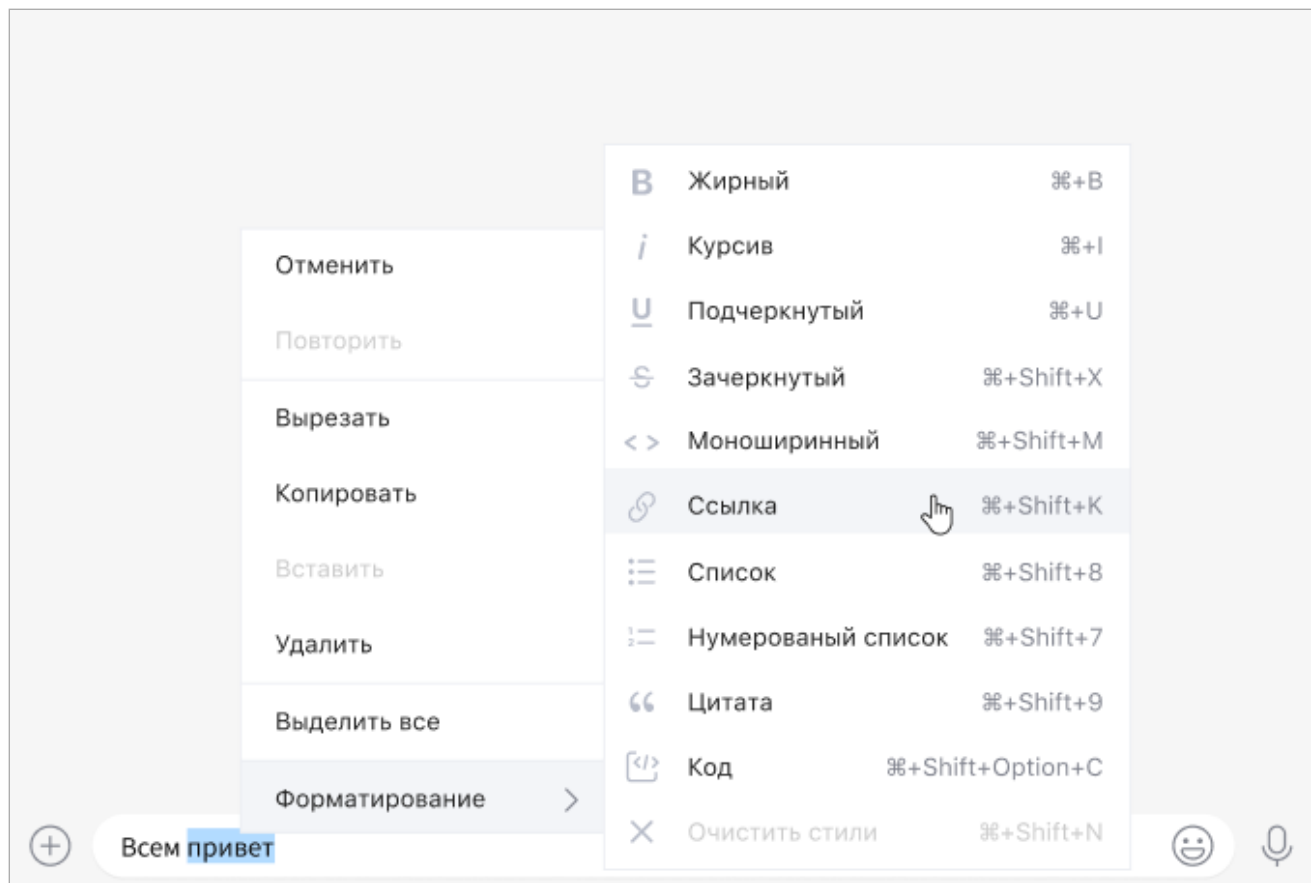 Отменить
Повторить
Вырезать
Копировать
Вставить
Удалить
Выделить все
Форматирование
B Жирный ⌘+B
i Курсив ⌘+I
U Подчеркнутый ⌘+U
S Зачеркнутый ⌘+Shift+X
< > Моноширинный ⌘+Shift+M
Ссылка ⌘+Shift+K
Список ⌘+Shift+8
Нумерованый список ⌘+Shift+7
Цитата ⌘+Shift+9
Код ⌘+Shift+Option+C
Очистить стили ⌘+Shift+N
Всем привет